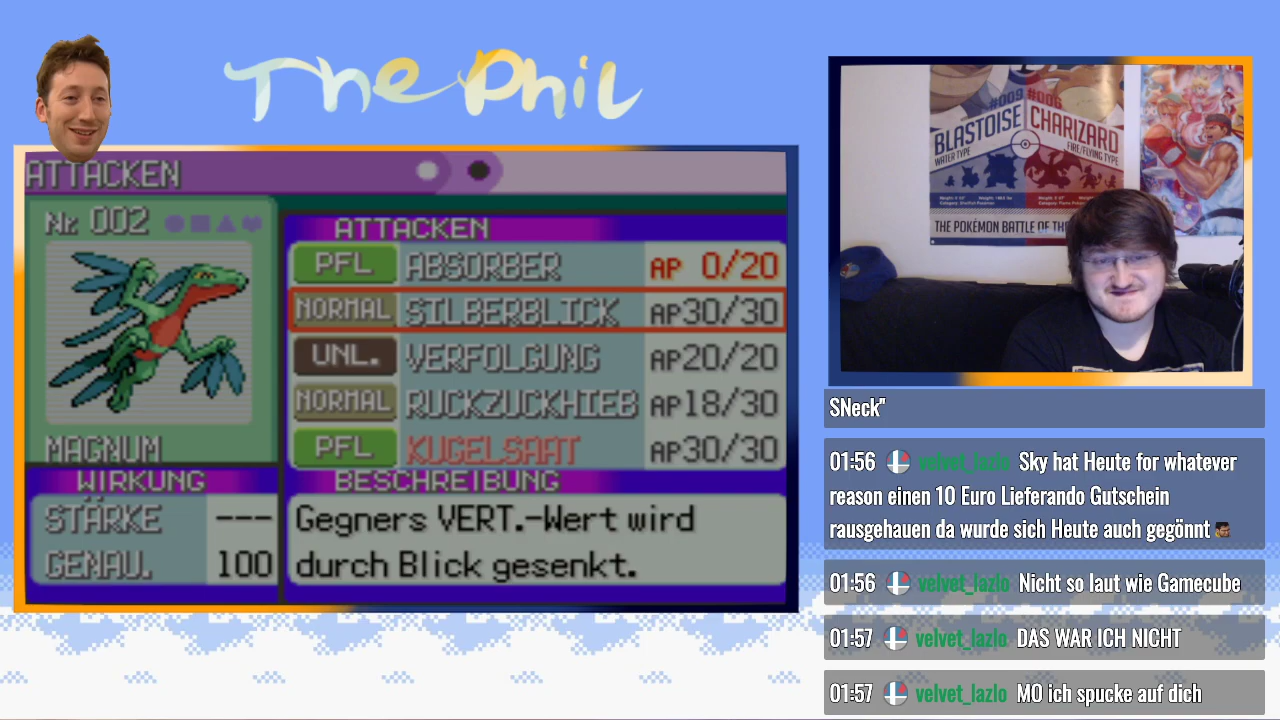 The Phil
ATTACKEN
Nr. 002
MAGNUM
WIRKUNG
STÄRKE ---
GENAU. 100
ATTACKEN
PFL ABSORBER AP 0/20
NORMAL SILBERBLICK AP30/30
UNL. VERFOLGUNG AP20/20
NORMAL RUCKZUCKHIEB AP18/30
PFL KUGELSAAT AP30/30
BESCHREIBUNG
Gegners VERT.-Wert wird
durch Blick gesenkt.
#009 #006
BLASTOISE
WATER TYPE
CHARIZARD
FIRE/FLYING TYPE
THE POKÉMON BATTLE OF
SNeck"
01:56 velvet_lazlo Sky hat Heute for whatever
reason einen 10 Euro Lieferando Gutschein
rausgehauen da wurde sich Heute auch gegönnt
01:56 velvet_lazlo Nicht so laut wie Gamecube
01:57 velvet_lazlo DAS WAR ICH NICHT
01:57 velvet_lazlo MO ich spucke auf dich